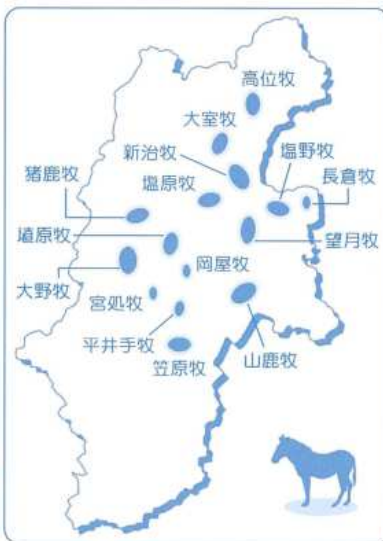 高位牧
大室牧
新治牧
塩野牧
猪鹿牧
塩原牧
長倉牧
埴原牧
望月牧
岡屋牧
大野牧
宮処牧
平井手牧
山鹿牧
笠原牧